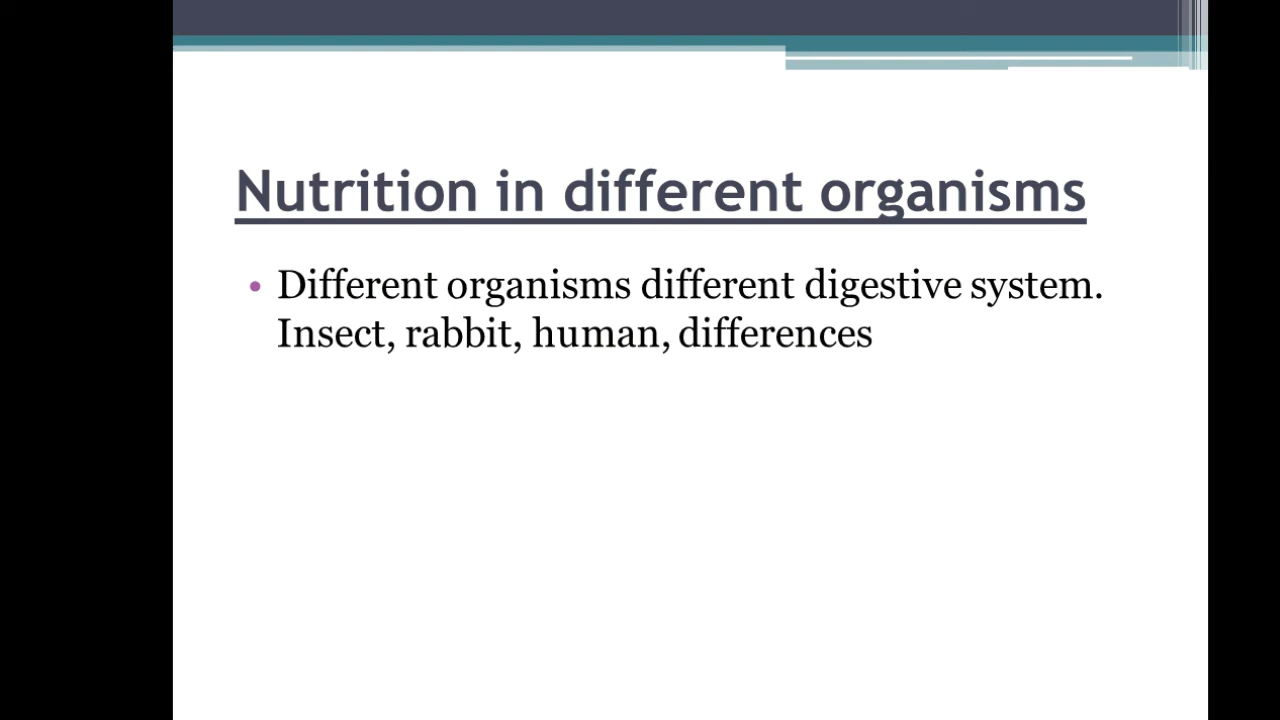 Nutrition in different organisms
• Different organisms different digestive system.
Insect, rabbit, human, differences